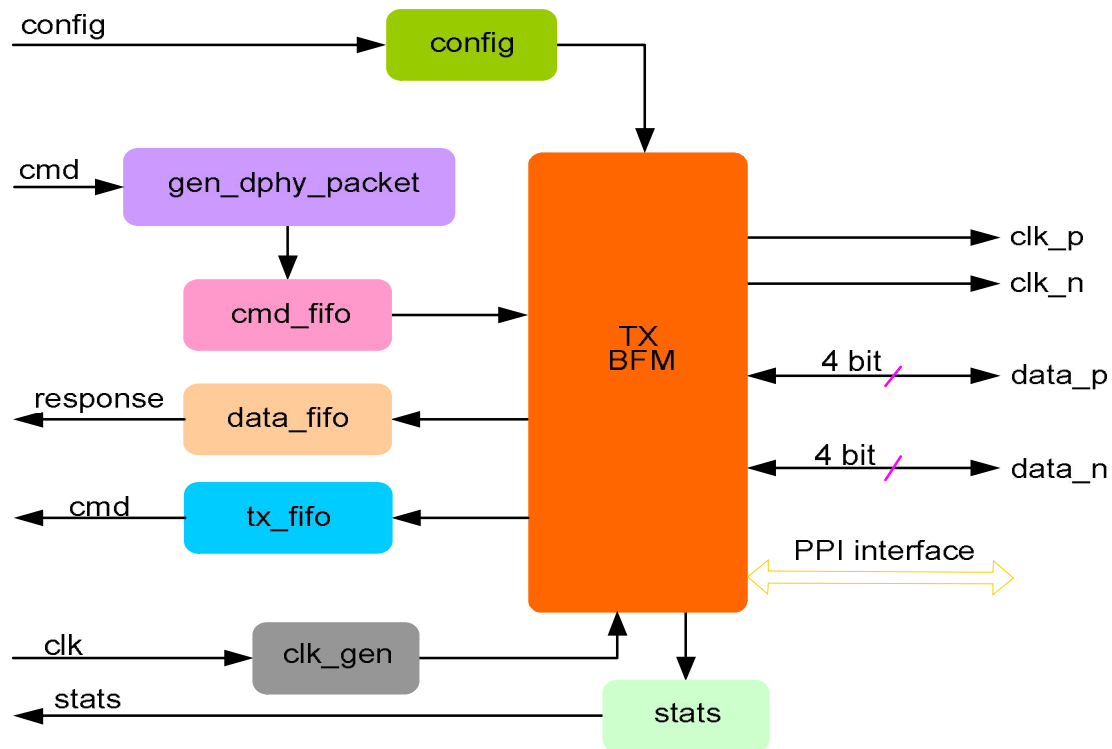 config
config
cmd
gen_dphy_packet
clk_p
clk_n
cmd_fifo
TX
BFM
4 bit
data_p
response
data_fifo
4 bit
data_n
cmd
tx_fifo
PPI interface
clk
clk_gen
stats
stats